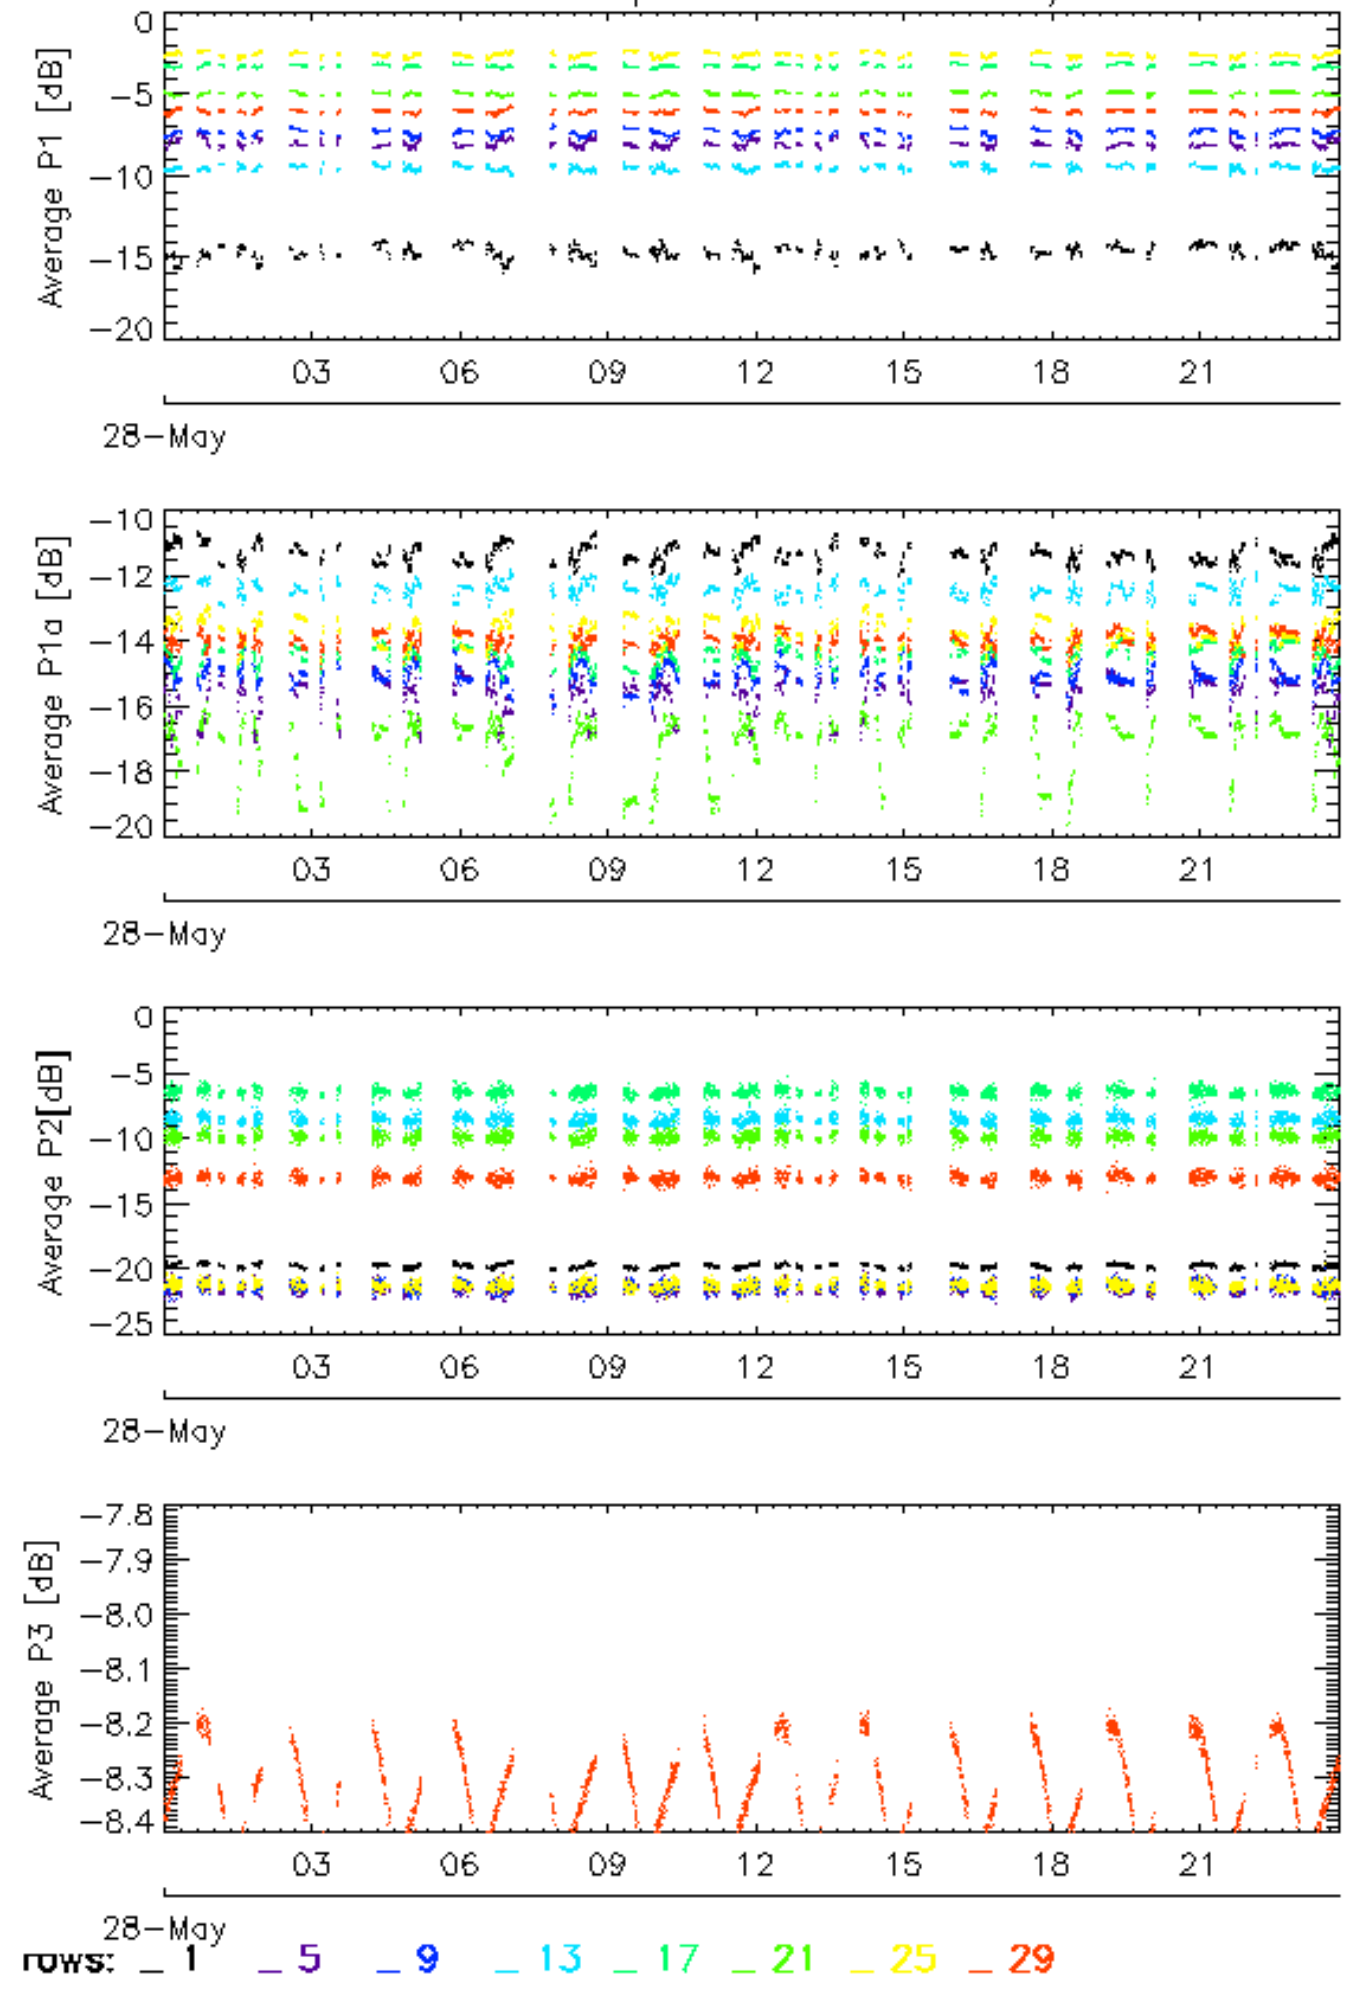 0
Average P1 [dB]
−5
−10
−15
−20
03 06 09 12 15 18 21
28−May
−10
Average P1a [dB]
−12
−14
−16
−18
−20
03 06 09 12 15 18 21
28−May
0
Average P2[dB]
−5
−10
−15
−20
−25
03 06 09 12 15 18 21
28−May
−7.8
Average P3 [dB]
−7.9
−8.0
−8.1
−8.2
−8.3
−8.4
03 06 09 12 15 18 21
28−May
rows: _ 1 _ 5 _ 9 _ 13 _ 17 _ 21 _ 25 _ 29